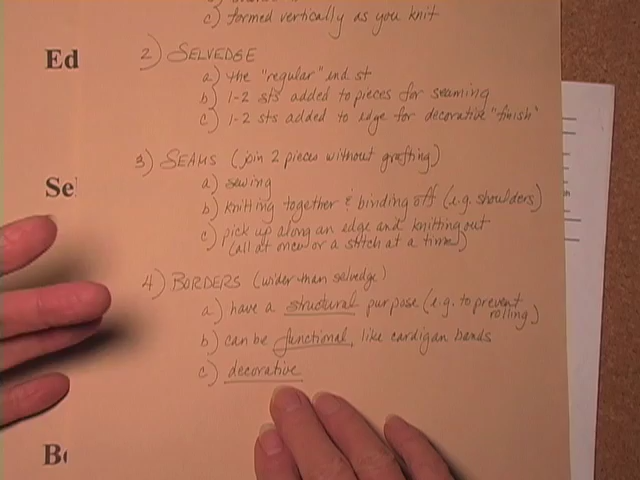 c) formed vertically as you knit
Ed
2) SELVEDGE
a) the "regular" end st
b) 1-2 sts added to pieces for seaming
c) 1-2 sts added to edge for decorative "finish"
3) SEAMS (join 2 pieces without grafting)
Se
a) sewing
b) knitting together & binding off (e.g. shoulders)
c) pick up along an edge and knitting out
(all at once or a stitch at a time)
4) BORDERS (wider than selvedge)
a) have a structural purpose (e.g. to prevent
rolling)
b) can be functional, like cardigan bands
c) decorative
B